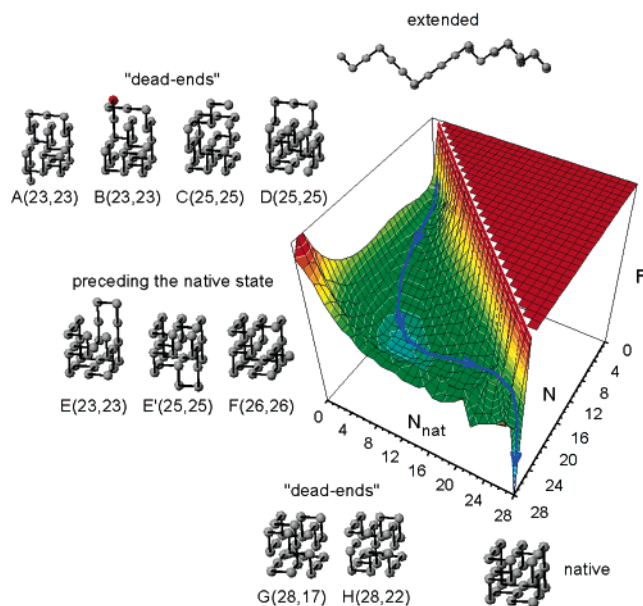 extended
"dead-ends"
A(23,23) B(23,23) C(25,25) D(25,25)
F
preceding the native state
E(23,23) E'(25,25) F(26,26)
0
4
8
12
16
20
24
28
N
0
4
8
12
16
20
24
28
Nnat
"dead-ends"
G(28,17) H(28,22)
native